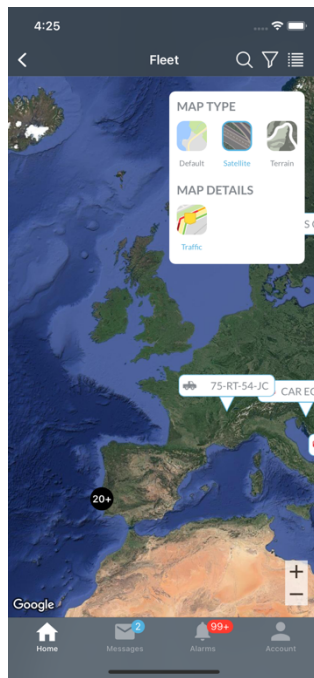 4:25
Fleet
MAP TYPE
Default Satellite Terrain
MAP DETAILS
Traffic
S
75-RT-54-JC
CAR EC
20+
+
−
Google
2
99+
Home Messages Alarms Account